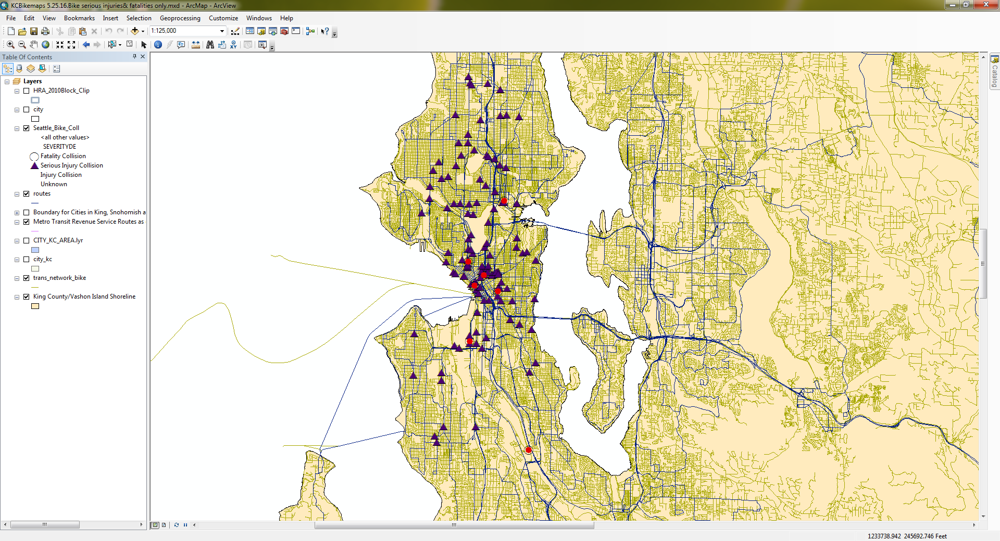 KCBikemaps 5.25.16.Bike serious injuries& fatalities only.mxd - ArcMap - ArcView
File Edit View Bookmarks Insert Selection Geoprocessing Customize Windows Help
1:125,000
Table Of Contents
Layers
HRA_2010Block_Clip
city
Seattle_Bike_Coll
<all other values>
SEVERITYDE
Fatality Collision
Serious Injury Collision
Injury Collision
Unknown
routes
Boundary for Cities in King, Snohomish a
Metro Transit Revenue Service Routes as
CITY_KC_AREA.lyr
city_kc
trans_network_bike
King County/Vashon Island Shoreline
Catalog
1233738.942 245692.746 Feet